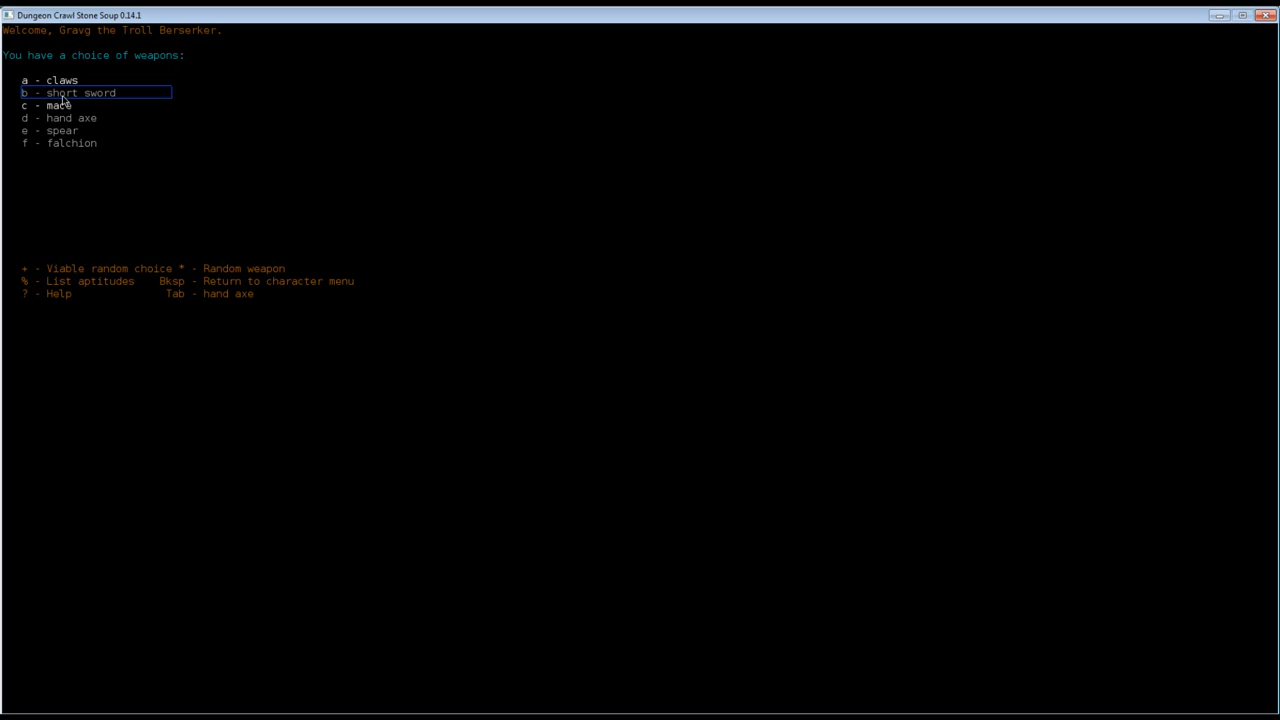 Dungeon Crawl Stone Soup 0.14.1
Welcome, Gravg the Troll Berserker.
You have a choice of weapons:
a - claws
b - short sword
c - mace
d - hand axe
e - spear
f - falchion
+ - Viable random choice * - Random weapon
% - List aptitudes    Bksp - Return to character menu
? - Help               Tab - hand axe